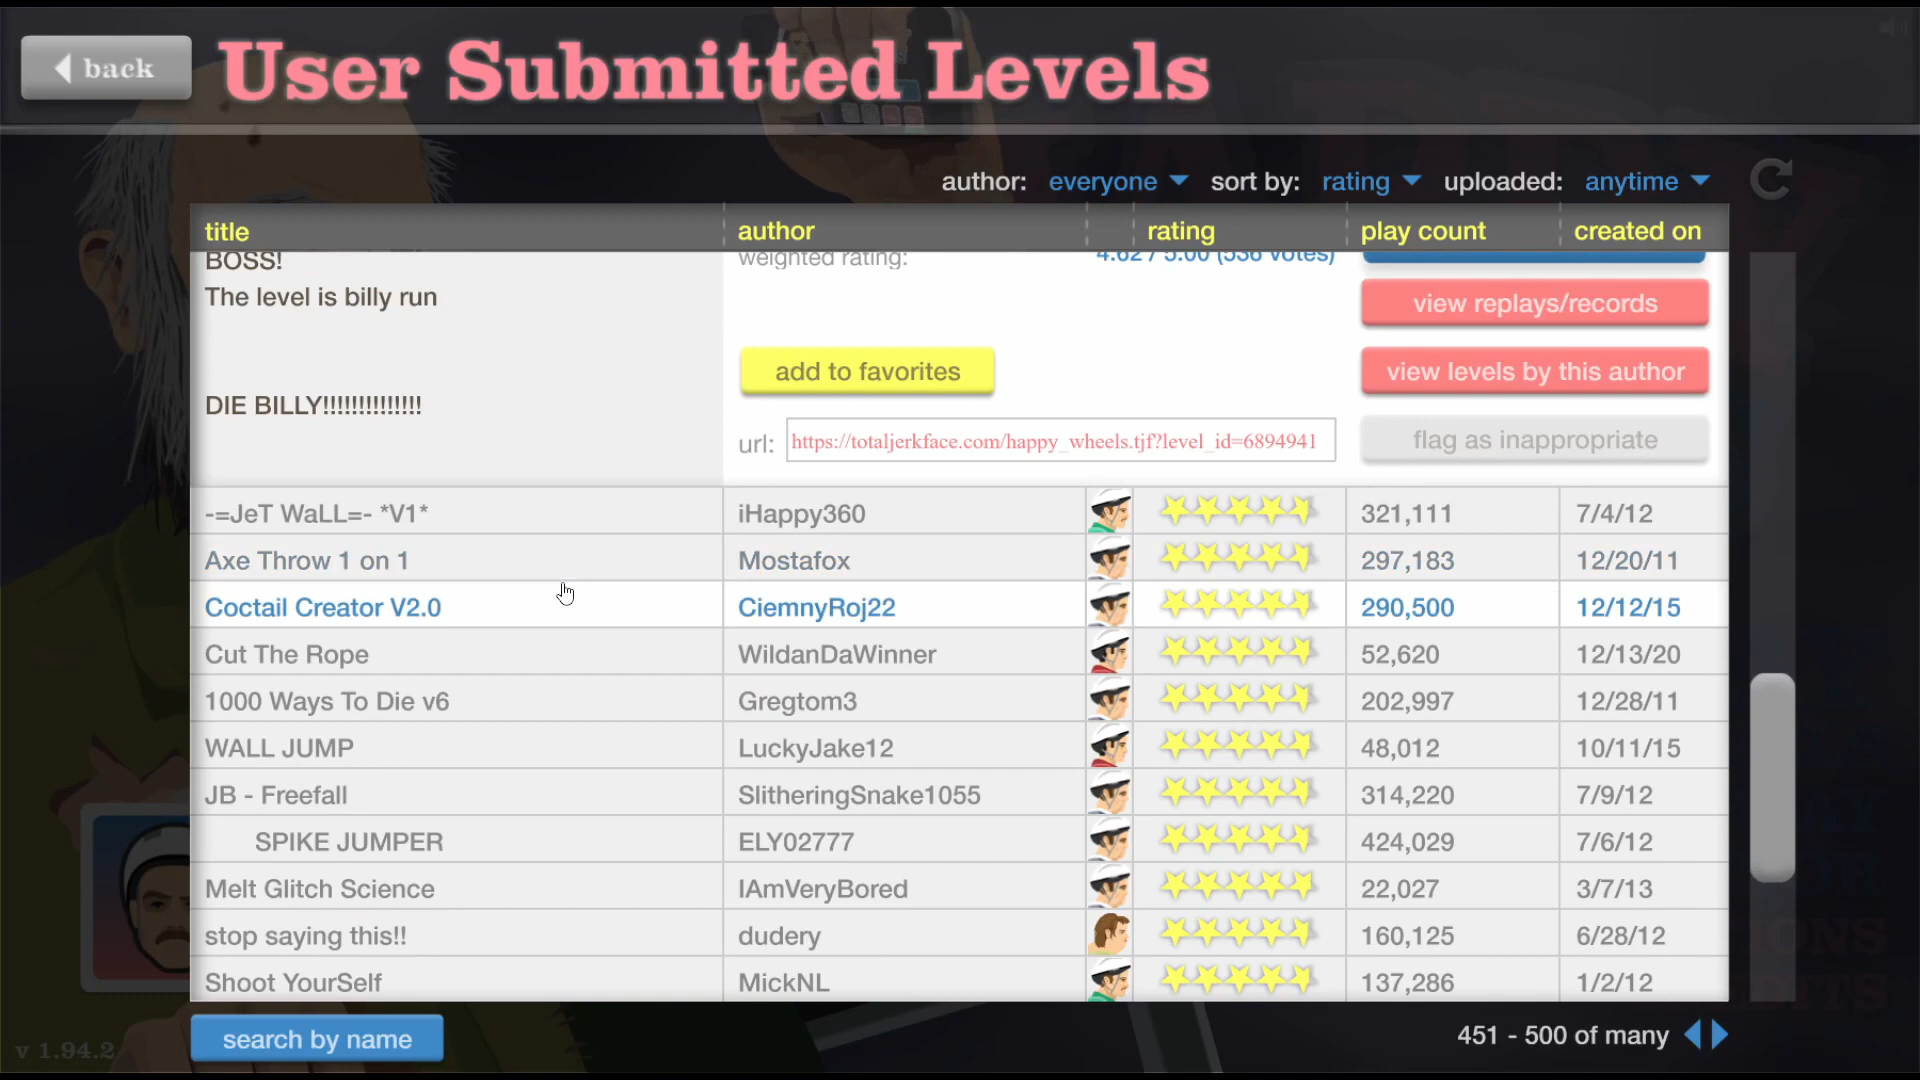 back
User Submitted Levels
author: everyone sort by: rating uploaded: anytime
title author rating play count created on
BOSS!
weighted rating: 4.62 / 5.00 (536 votes)
The level is billy run
view replays/records
add to favorites
view levels by this author
DIE BILLY!!!!!!!!!!!!!!
url: https://totaljerkface.com/happy_wheels.tjf?level_id=6894941
flag as inappropriate
-=JeT WaLL=- *V1* iHappy360 321,111 7/4/12
Axe Throw 1 on 1 Mostafox 297,183 12/20/11
Coctail Creator V2.0 CiemnyRoj22 290,500 12/12/15
Cut The Rope WildanDaWinner 52,620 12/13/20
1000 Ways To Die v6 Gregtom3 202,997 12/28/11
WALL JUMP LuckyJake12 48,012 10/11/15
JB - Freefall SlitheringSnake1055 314,220 7/9/12
SPIKE JUMPER ELY02777 424,029 7/6/12
Melt Glitch Science IAmVeryBored 22,027 3/7/13
stop saying this!! dudery 160,125 6/28/12
Shoot YourSelf MickNL 137,286 1/2/12
search by name
451 - 500 of many
v 1.94.2